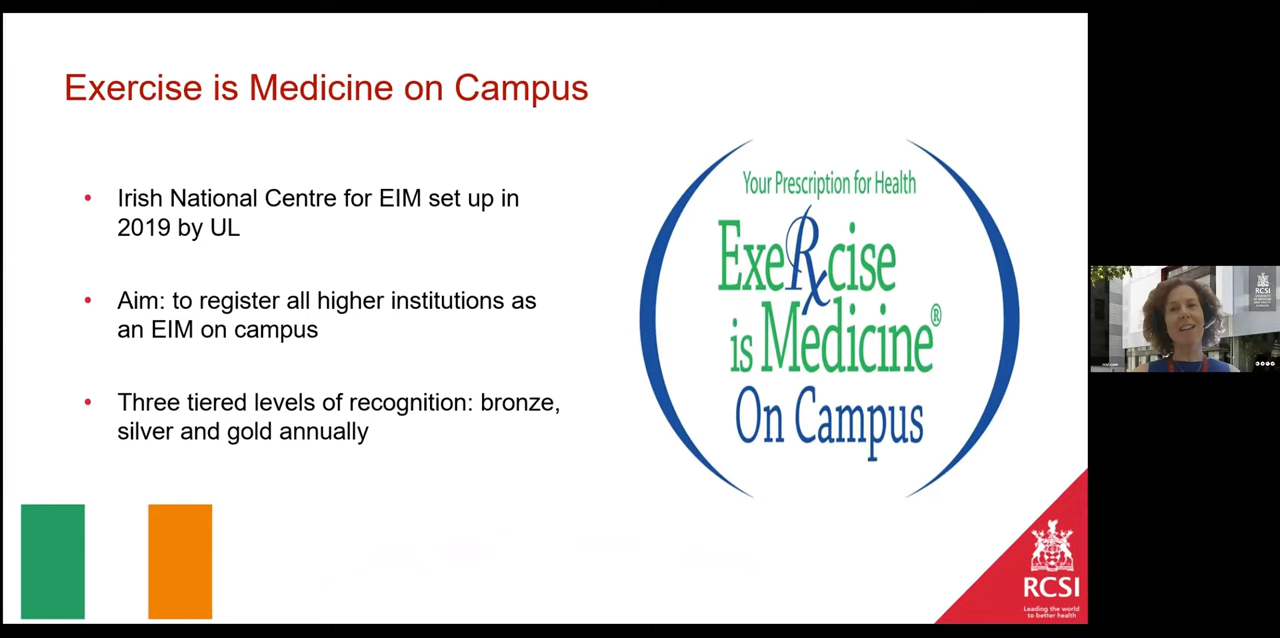 Exercise is Medicine on Campus
• Irish National Centre for EIM set up in
2019 by UL
• Aim: to register all higher institutions as
an EIM on campus
• Three tiered levels of recognition: bronze,
silver and gold annually
Your Prescription for Health
ExeRxcise
is Medicine®
On Campus
RCSI
Leading the world
to better health
RCSI